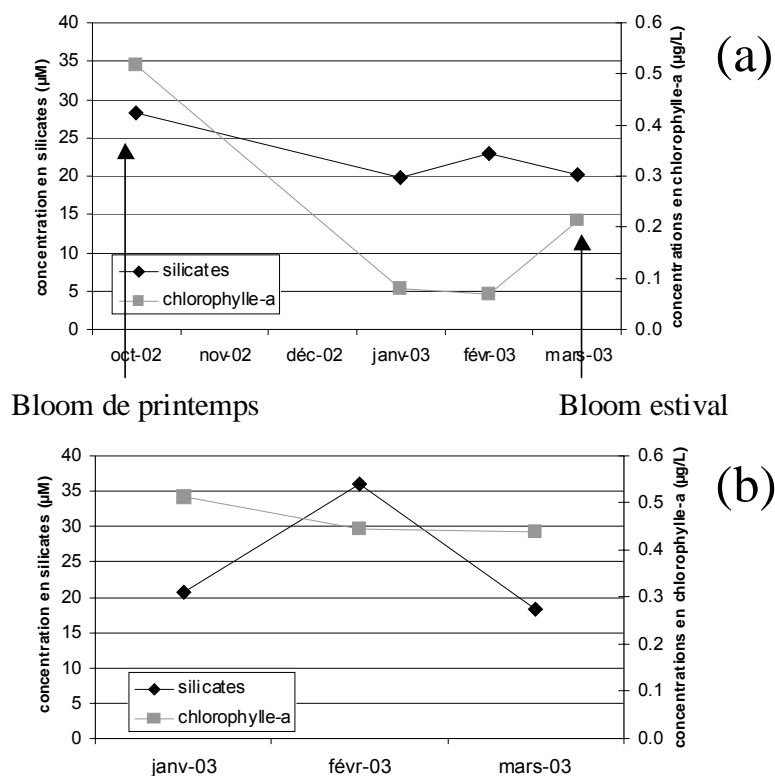 (a)
concentration en silicates (µM)
40
35
30
25
20
15
10
5
0
0.6
0.5
0.4
0.3
0.2
0.1
0.0
concentrations en chlorophylle-a (µg/L)
silicates
chlorophylle-a
oct-02 nov-02 déc-02 janv-03 févr-03 mars-03
Bloom de printemps Bloom estival
(b)
concentration en silicates (µM)
40
35
30
25
20
15
10
5
0
0.6
0.5
0.4
0.3
0.2
0.1
0.0
concentrations en chlorophylle-a (µg/L)
silicates
chlorophylle-a
janv-03 févr-03 mars-03